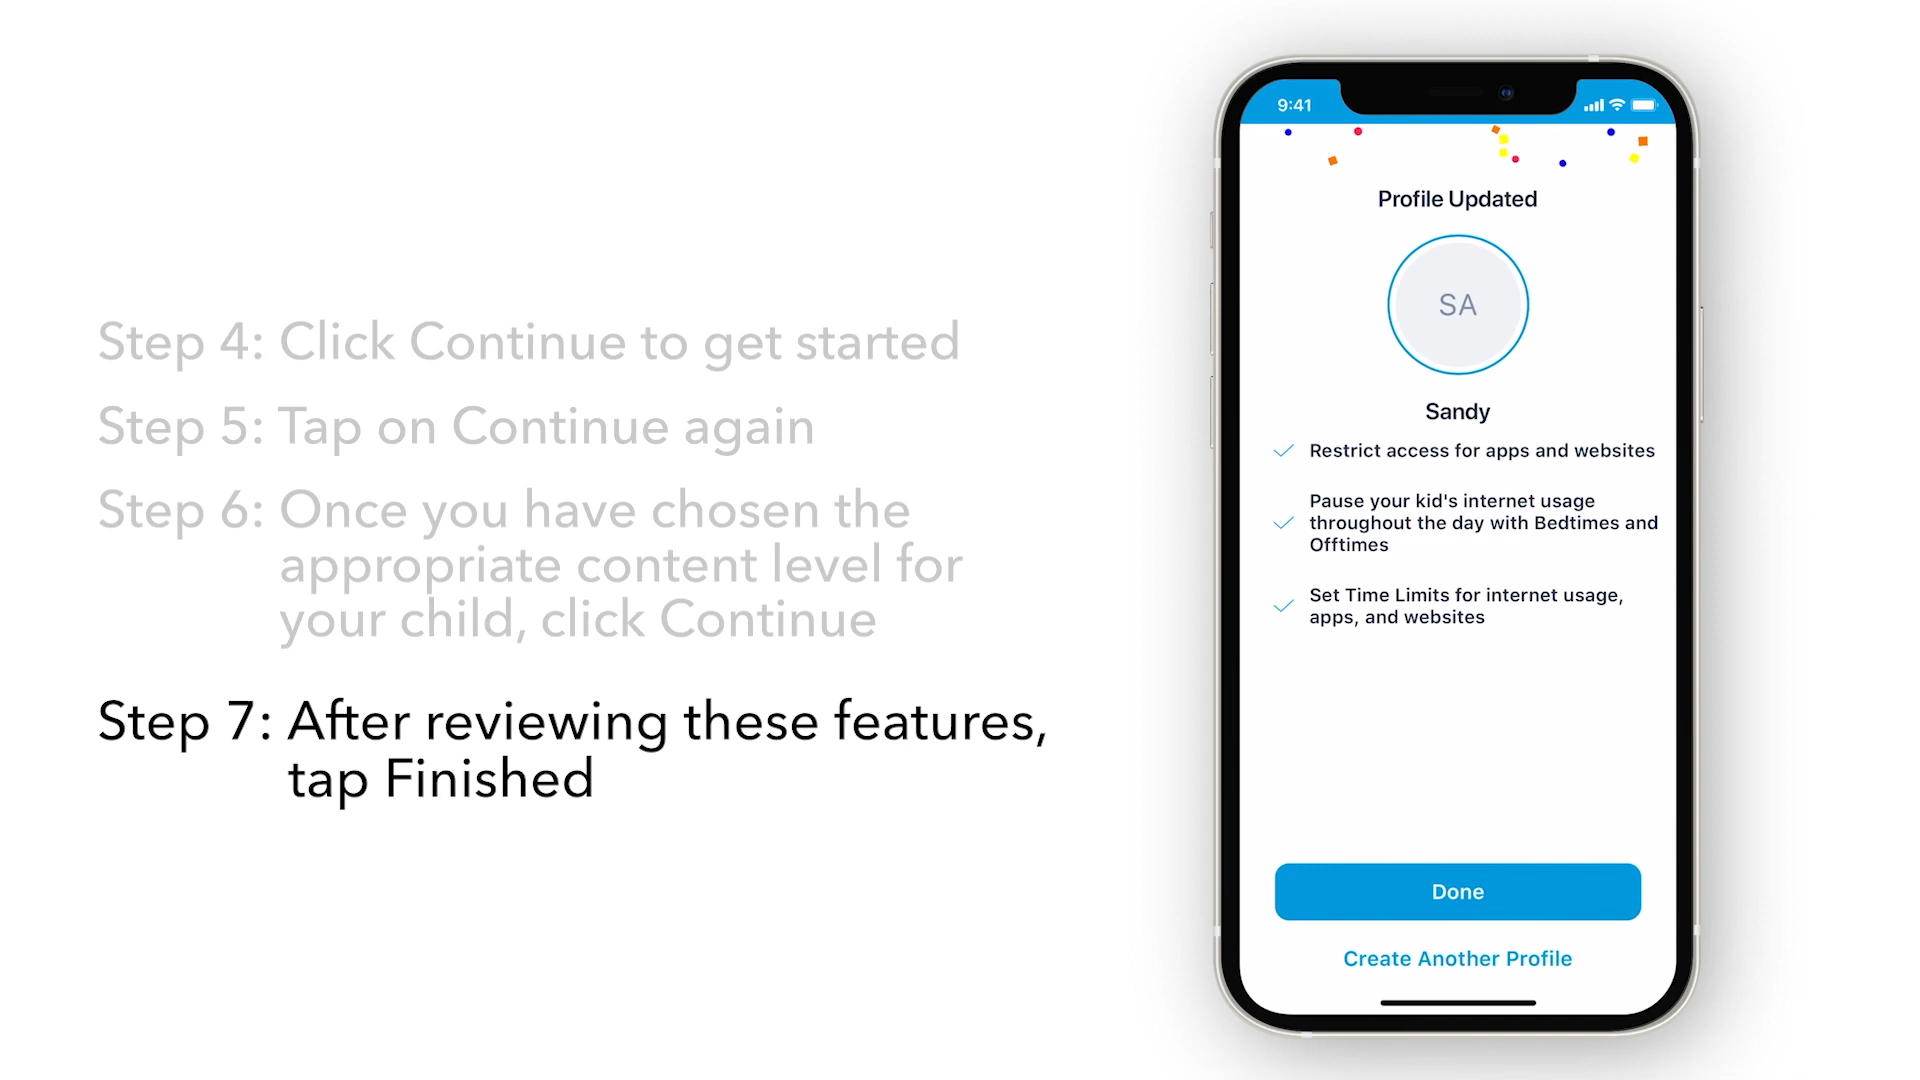 Step 4: Click Continue to get started
Step 5: Tap on Continue again
Step 6: Once you have chosen the
appropriate content level for
your child, click Continue
Step 7: After reviewing these features,
tap Finished
9:41
Profile Updated
SA
Sandy
Restrict access for apps and websites
Pause your kid's internet usage
throughout the day with Bedtimes and
Offtimes
Set Time Limits for internet usage,
apps, and websites
Done
Create Another Profile